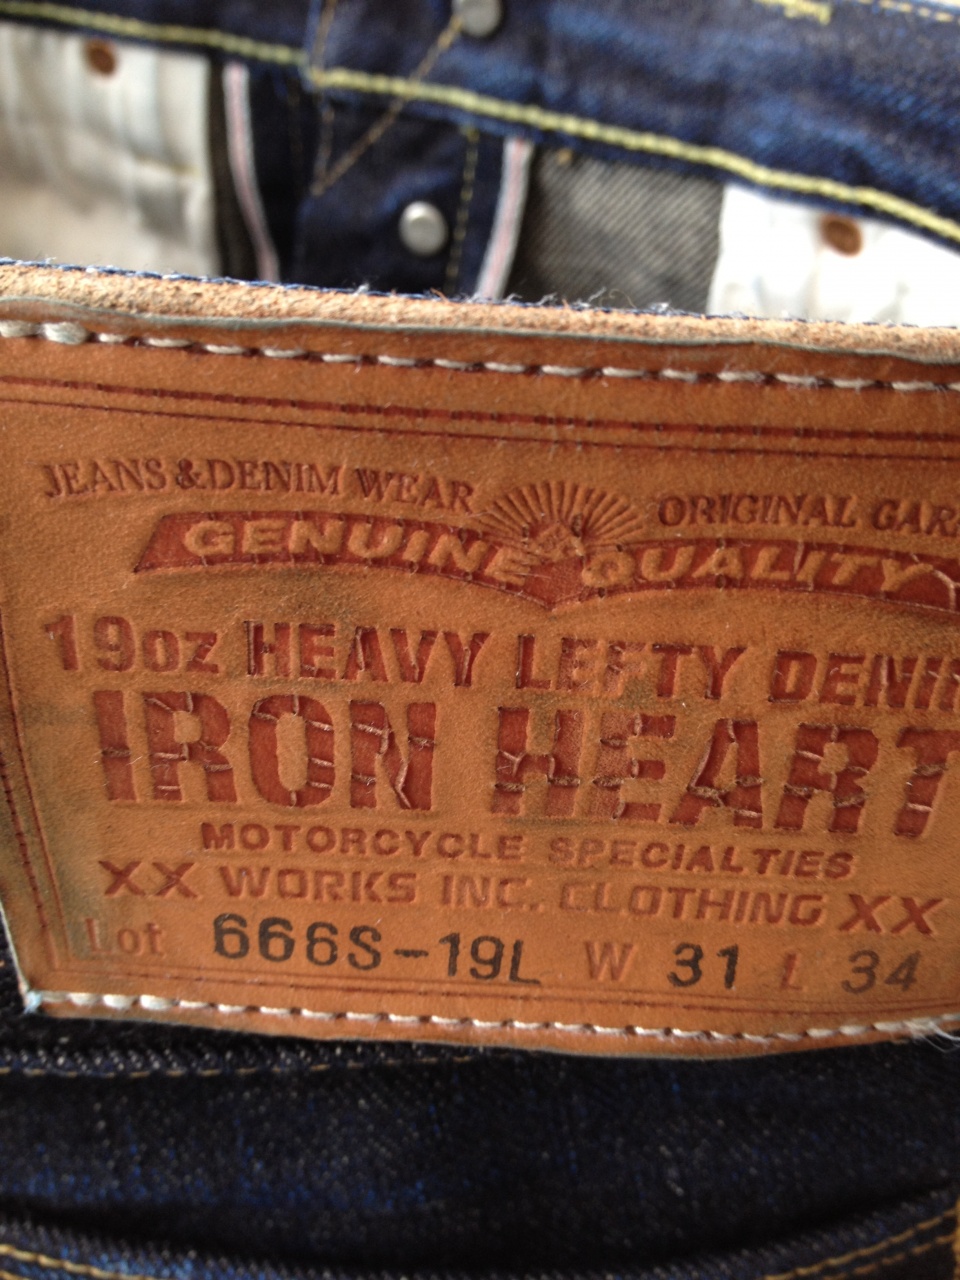 JEANS & DENIM WEAR ORIGINAL GAR
GENUINE QUALITY
19oz HEAVY LEFTY DENI
IRON HEART
MOTORCYCLE SPECIALTIES
XX WORKS INC. CLOTHING XX
Lot 666S-19L W 31 L 34